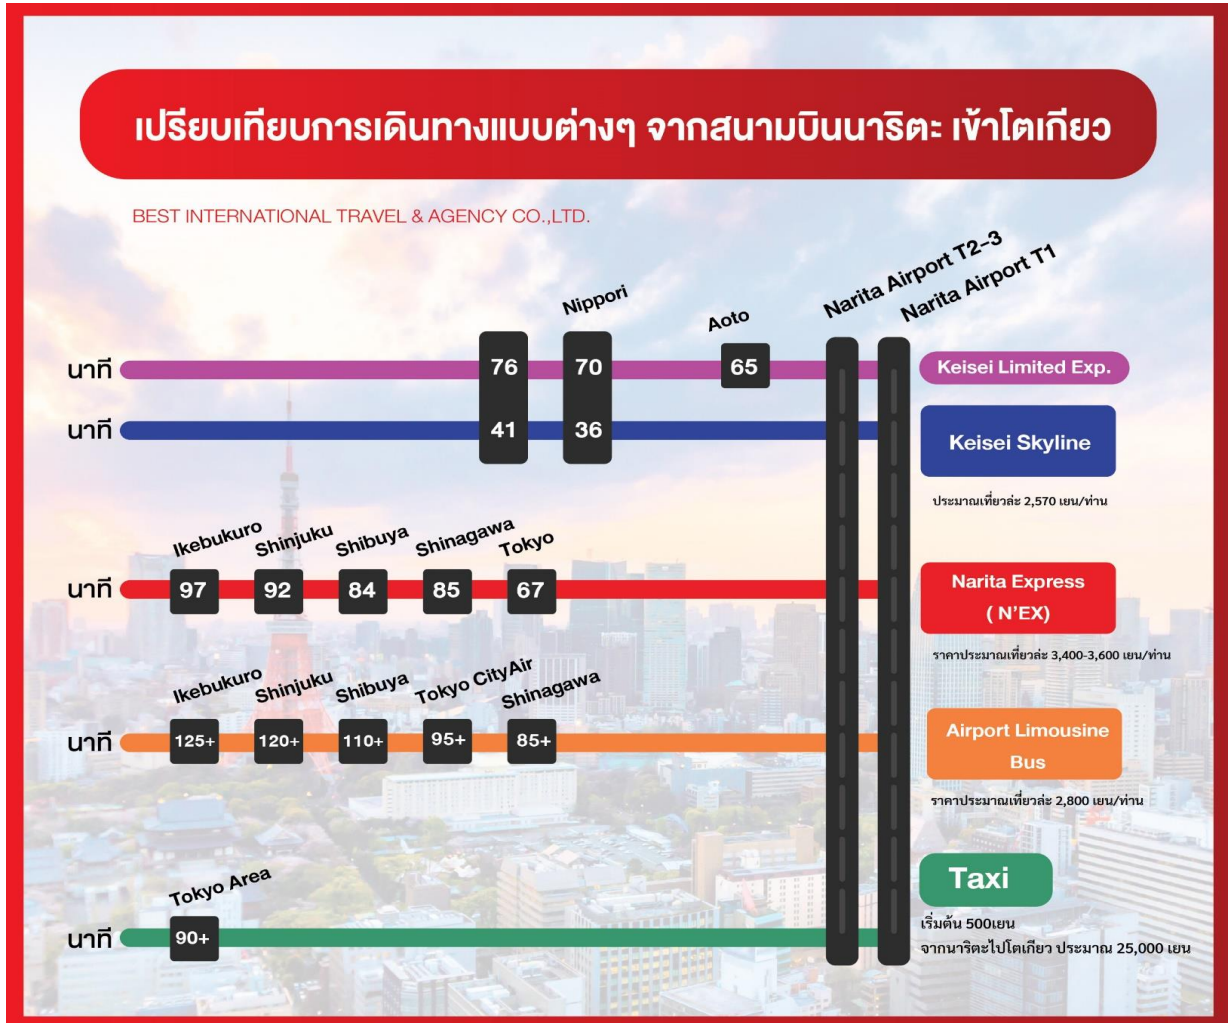 เปรียบเทียบการเดินทางแบบต่างๆ จากสนามบินนาริตะ เข้าโตเกียว
BEST INTERNATIONAL TRAVEL & AGENCY CO.,LTD.
Nippori
Aoto
Narita Airport T2-3
Narita Airport T1
นาที
76
70
65
Keisei Limited Exp.
นาที
41
36
Keisei Skyline
ประมาณเที่ยวล่ะ 2,570 เยน/ท่าน
Ikebukuro
Shinjuku
Shibuya
Shinagawa
Tokyo
นาที
97
92
84
85
67
Narita Express
( N'EX)
ราคาประมาณเที่ยวล่ะ 3,400-3,600 เยน/ท่าน
Ikebukuro
Shinjuku
Shibuya
Tokyo CityAir
Shinagawa
นาที
125+
120+
110+
95+
85+
Airport Limousine
Bus
ราคาประมาณเที่ยวล่ะ 2,800 เยน/ท่าน
Tokyo Area
นาที
90+
Taxi
เริ่มต้น 500เยน
จากนาริตะไปโตเกียว ประมาณ 25,000 เยน